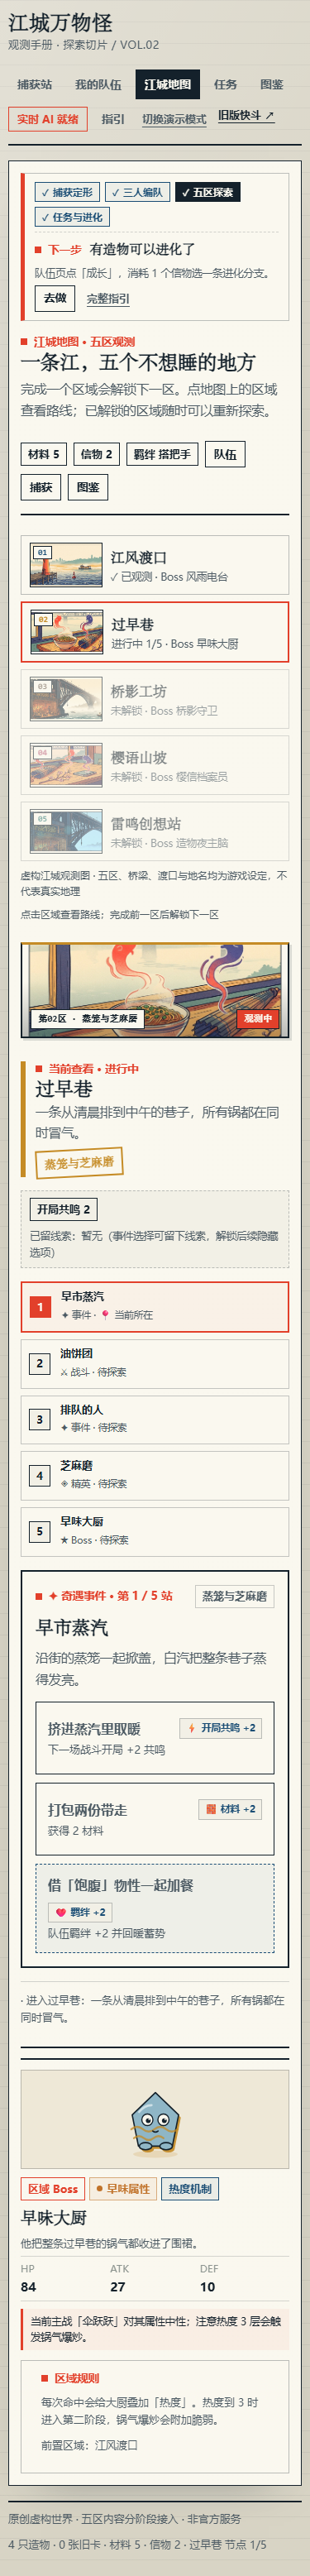 江城万物怪
观测手册 · 探索切片 / VOL.02
捕获站 我的队伍 江城地图 任务 图鉴
实时 AI 就绪 指引 切换演示模式 旧版快斗 ↗
✓ 捕获定形 ✓ 三人编队 ✓ 五区探索
✓ 任务与进化
下一步 有造物可以进化了
队伍页点「成长」，消耗 1 个信物选一条进化分支。
去做 完整指引
江城地图 • 五区观测
一条江，五个不想睡的地方
完成一个区域会解锁下一区。点地图上的区域
查看路线；已解锁的区域随时可以重新探索。
材料 5 信物 2 羁绊 搭把手 队伍
捕获 图鉴
01 江风渡口
✓ 已观测 · Boss 风雨电台
02 过早巷
进行中 1/5 · Boss 早味大厨
03 桥影工坊
未解锁 · Boss 桥影守卫
04 樱语山坡
未解锁 · Boss 樱信档案员
05 雷鸣创想站
未解锁 · Boss 造物夜主脑
虚构江城观测图 · 五区、桥梁、渡口与地名均为游戏设定，不
代表真实地理
点击区域查看路线；完成前一区后解锁下一区
第02区 · 蒸笼与芝麻磨 观测中
当前查看 • 进行中
过早巷
一条从清晨排到中午的巷子，所有锅都在同
时冒气。
蒸笼与芝麻磨
开局共鸣 2
已留线索：暂无（事件选择可留下线索，解锁后续隐藏
选项）
1 早市蒸汽
✦ 事件 · 📍 当前所在
2 油饼团
⚔ 战斗 · 待探索
3 排队的人
✦ 事件 · 待探索
4 芝麻磨
◈ 精英 · 待探索
5 早味大厨
★ Boss · 待探索
✦ 奇遇事件 • 第 1 / 5 站 蒸笼与芝麻磨
早市蒸汽
沿街的蒸笼一起掀盖，白汽把整条巷子蒸
得发亮。
挤进蒸汽里取暖 开局共鸣 +2
下一场战斗开局 +2 共鸣
打包两份带走 材料 +2
获得 2 材料
借「饱腹」物性一起加餐
羁绊 +2
队伍羁绊 +2 并回暖蓄势
· 进入过早巷：一条从清晨排到中午的巷子，所有锅都在
同时冒气。
区域 Boss 早味属性 热度机制
早味大厨
他把整条过早巷的锅气都收进了围裙。
HP ATK DEF
84 27 10
当前主战「伞跃跃」对其属性中性；注意热度 3 层会触
发锅气爆炒。
区域规则
每次命中会给大厨叠加「热度」。热度到 3 时
进入第二阶段，锅气爆炒会附加脆弱。
前置区域：江风渡口
原创虚构世界 · 五区内容分阶段接入 · 非官方服务
4 只造物 · 0 张旧卡 · 材料 5 · 信物 2 · 过早巷 节点 1/5